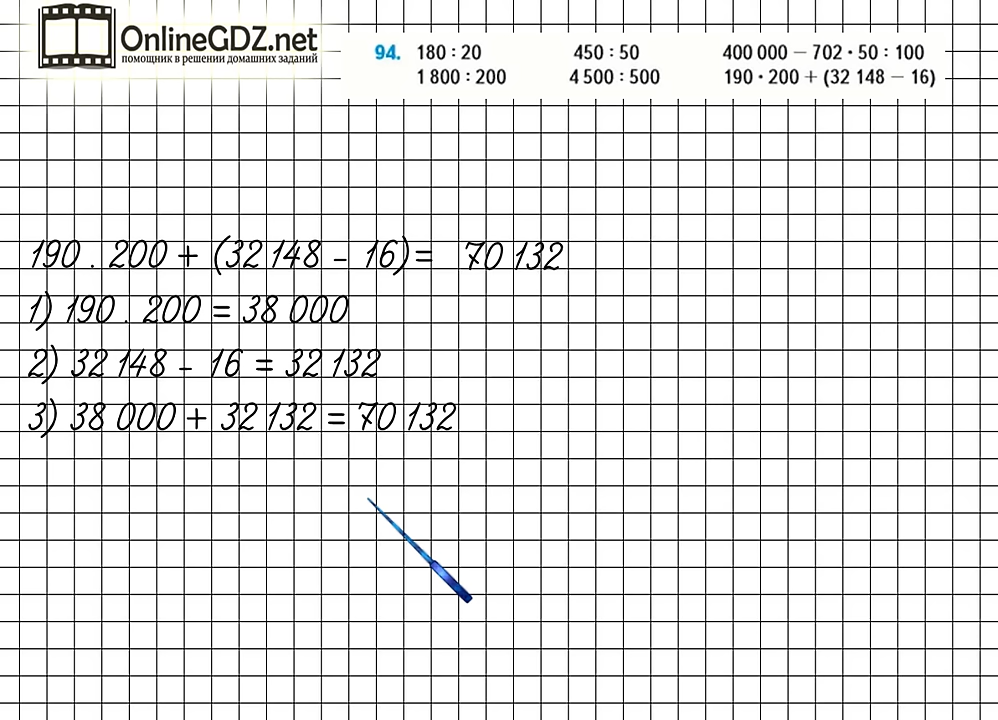 OnlineGDZ.net
помощник в решении домашних заданий
94. 180 : 20 450 : 50 400 000 − 702 · 50 : 100
1 800 : 200 4 500 : 500 190 · 200 + (32 148 − 16)
190 . 200 + (32 148 - 16) = 70 132
1) 190 . 200 = 38 000
2) 32 148 - 16 = 32 132
3) 38 000 + 32 132 = 70 132